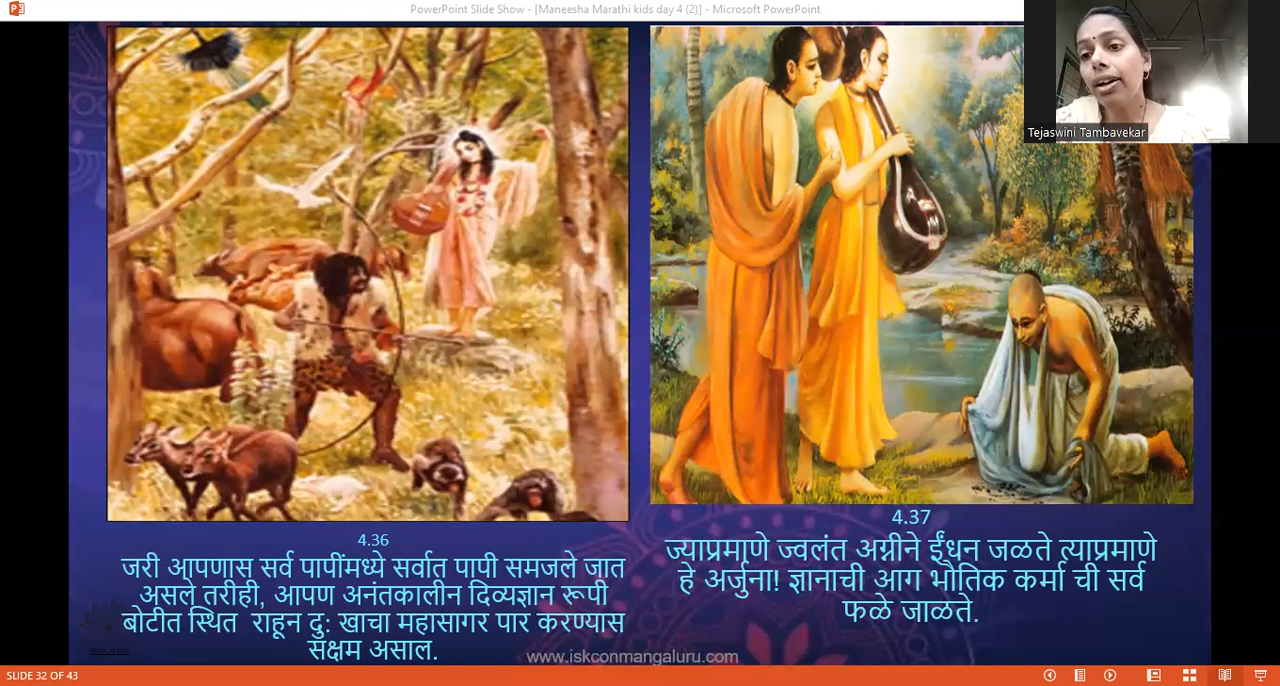 PowerPoint Slide Show - [Maneesha Marathi kids day 4 (2)] - Microsoft PowerPoint
Tejaswini Tambavekar
4.36
जरी आपणास सर्व पापींमध्ये सर्वात पापी समजले जात
असले तरीही, आपण अनंतकालीन दिव्यज्ञान रूपी
बोटीत स्थित राहून दु: खाचा महासागर पार करण्यास
सक्षम असाल.
4.37
ज्याप्रमाणे ज्वलंत अग्नीने ईंधन जळते त्याप्रमाणे
हे अर्जुना! ज्ञानाची आग भौतिक कर्मा ची सर्व
फळे जाळते.
www.iskconmangaluru.com
SLIDE 32 OF 43